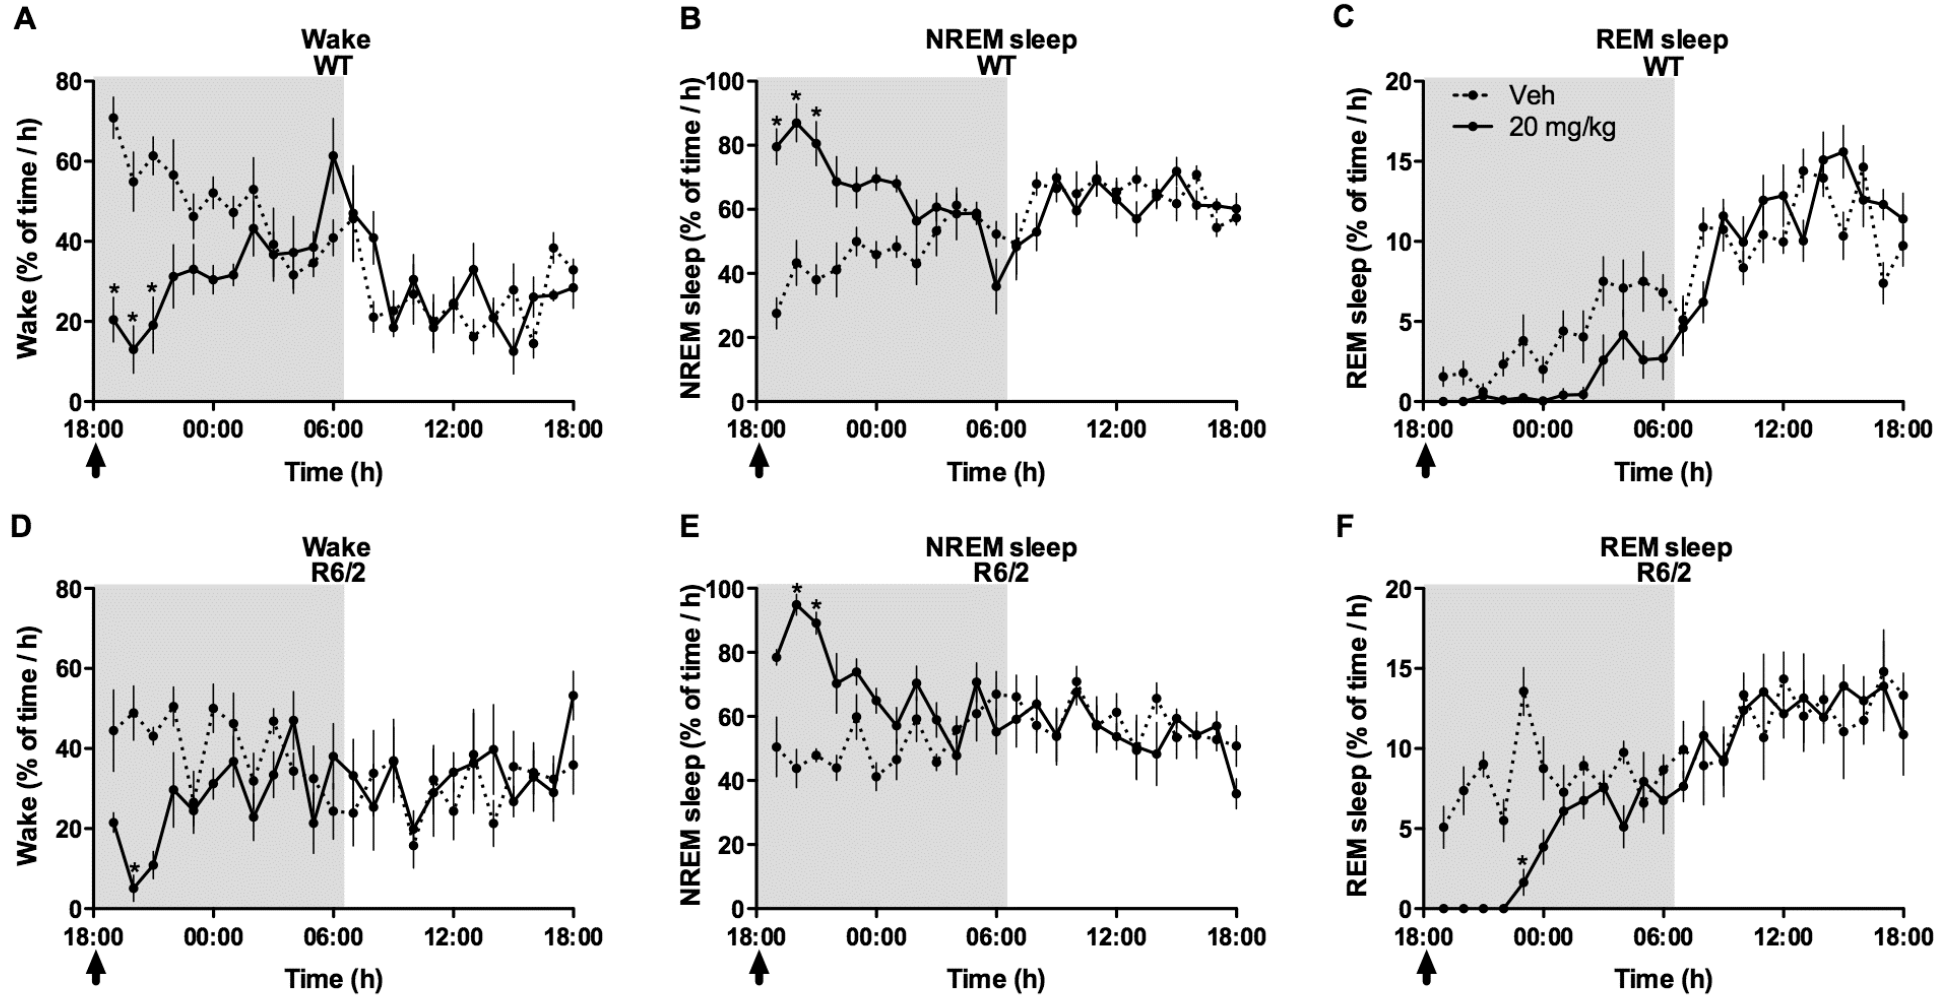 A
Wake
WT
Wake (% of time / h)
80
60
40
20
0
* * *
18:00 00:00 06:00 12:00 18:00
Time (h)
B
NREM sleep
WT
NREM sleep (% of time / h)
100
80
60
40
20
0
* * *
18:00 00:00 06:00 12:00 18:00
Time (h)
C
REM sleep
WT
REM sleep (% of time / h)
20
15
10
5
0
Veh
20 mg/kg
18:00 00:00 06:00 12:00 18:00
Time (h)
D
Wake
R6/2
Wake (% of time / h)
80
60
40
20
0
*
18:00 00:00 06:00 12:00 18:00
Time (h)
E
NREM sleep
R6/2
NREM sleep (% of time / h)
100
80
60
40
20
0
* *
18:00 00:00 06:00 12:00 18:00
Time (h)
F
REM sleep
R6/2
REM sleep (% of time / h)
20
15
10
5
0
*
18:00 00:00 06:00 12:00 18:00
Time (h)